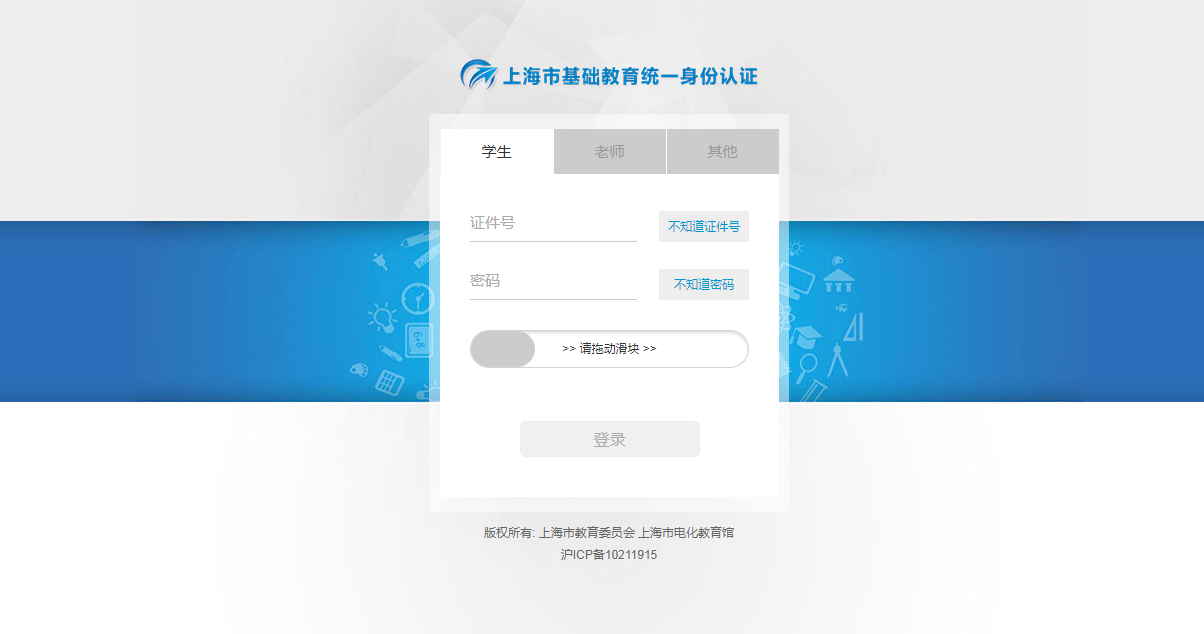 上海市基础教育统一身份认证
学生 老师 其他
证件号 不知道证件号
密码 不知道密码
>> 请拖动滑块 >>
登录
版权所有: 上海市教育委员会 上海市电化教育馆
沪ICP备10211915
6+8